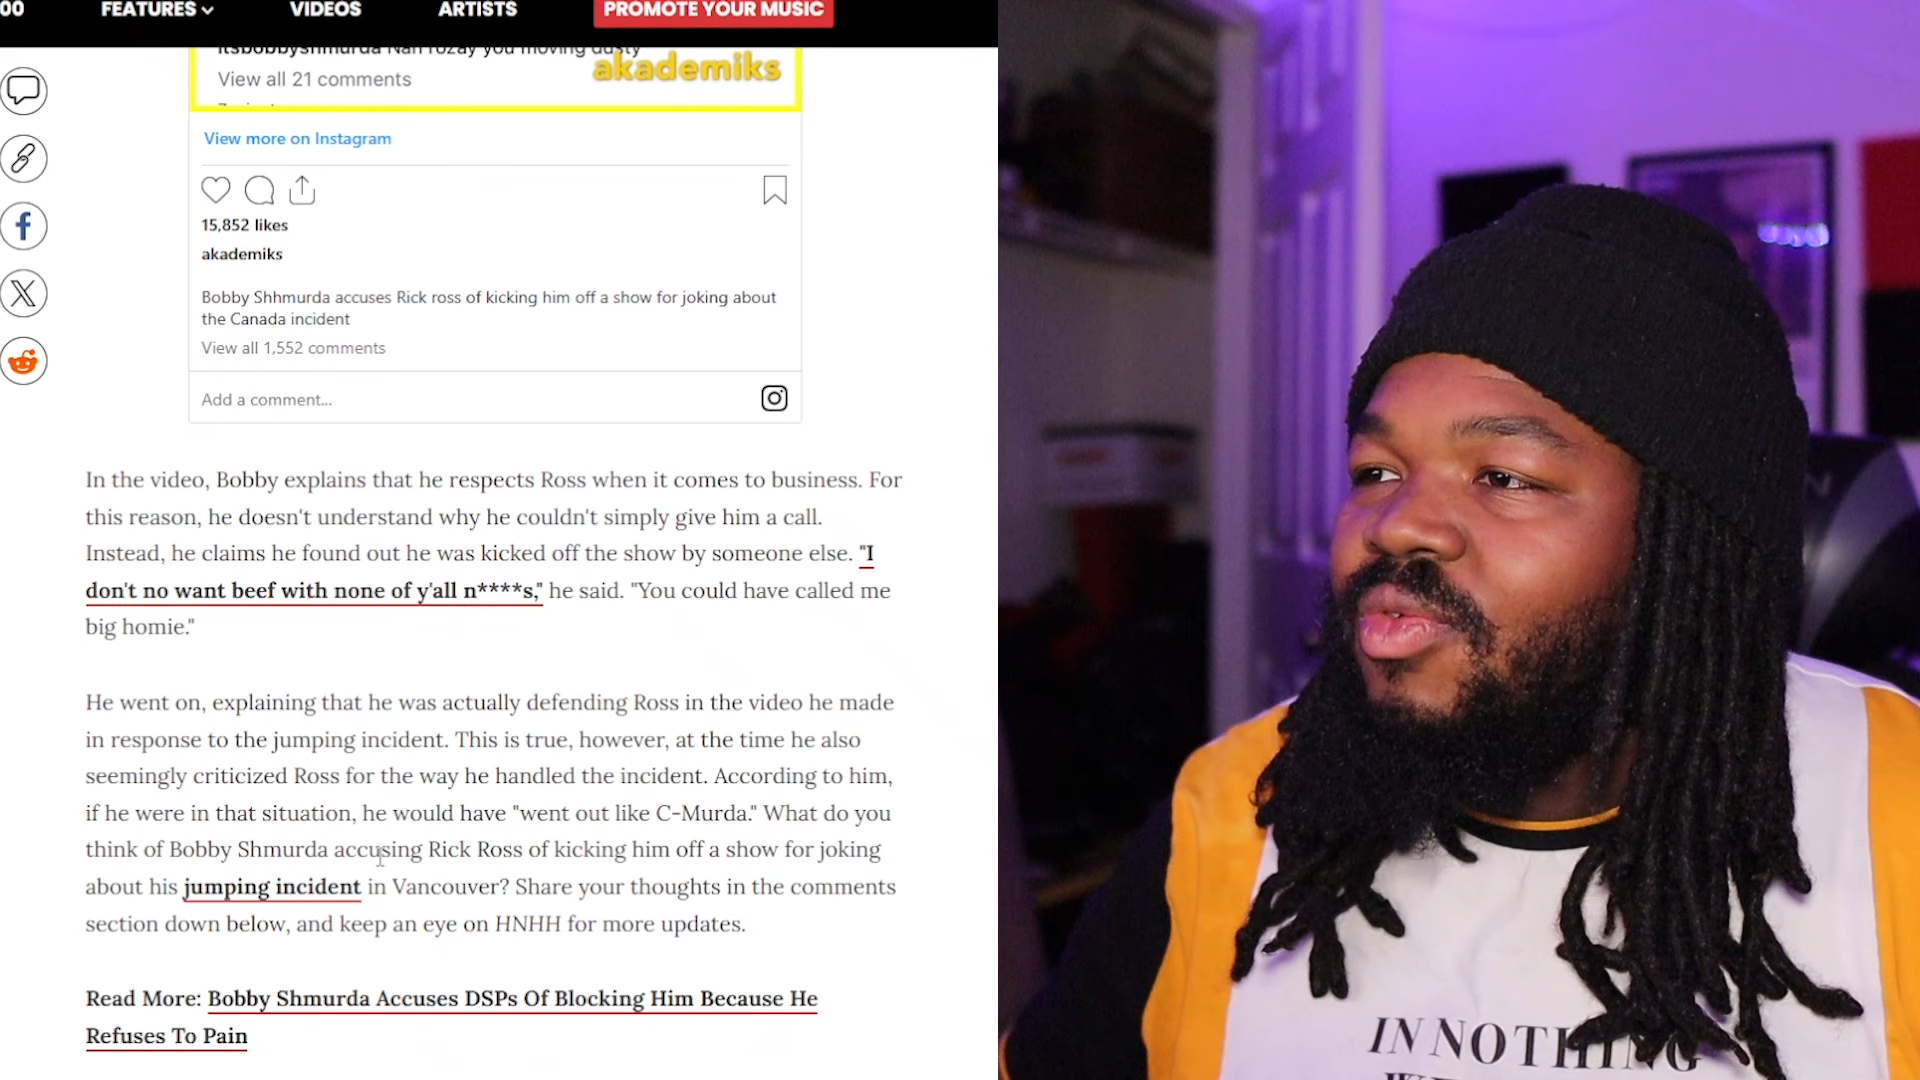 00 FEATURES VIDEOS ARTISTS PROMOTE YOUR MUSIC
itsbobbyshmurda Nah rozay you moving dusty
akademiks
View all 21 comments
View more on Instagram
15,852 likes
akademiks
Bobby Shhmurda accuses Rick ross of kicking him off a show for joking about
the Canada incident
View all 1,552 comments
Add a comment...
In the video, Bobby explains that he respects Ross when it comes to business. For
this reason, he doesn't understand why he couldn't simply give him a call.
Instead, he claims he found out he was kicked off the show by someone else. "I
don't no want beef with none of y'all n****s," he said. "You could have called me
big homie."
He went on, explaining that he was actually defending Ross in the video he made
in response to the jumping incident. This is true, however, at the time he also
seemingly criticized Ross for the way he handled the incident. According to him,
if he were in that situation, he would have "went out like C-Murda." What do you
think of Bobby Shmurda accusing Rick Ross of kicking him off a show for joking
about his jumping incident in Vancouver? Share your thoughts in the comments
section down below, and keep an eye on HNHH for more updates.
Read More: Bobby Shmurda Accuses DSPs Of Blocking Him Because He
Refuses To Pain
IN NOTHING